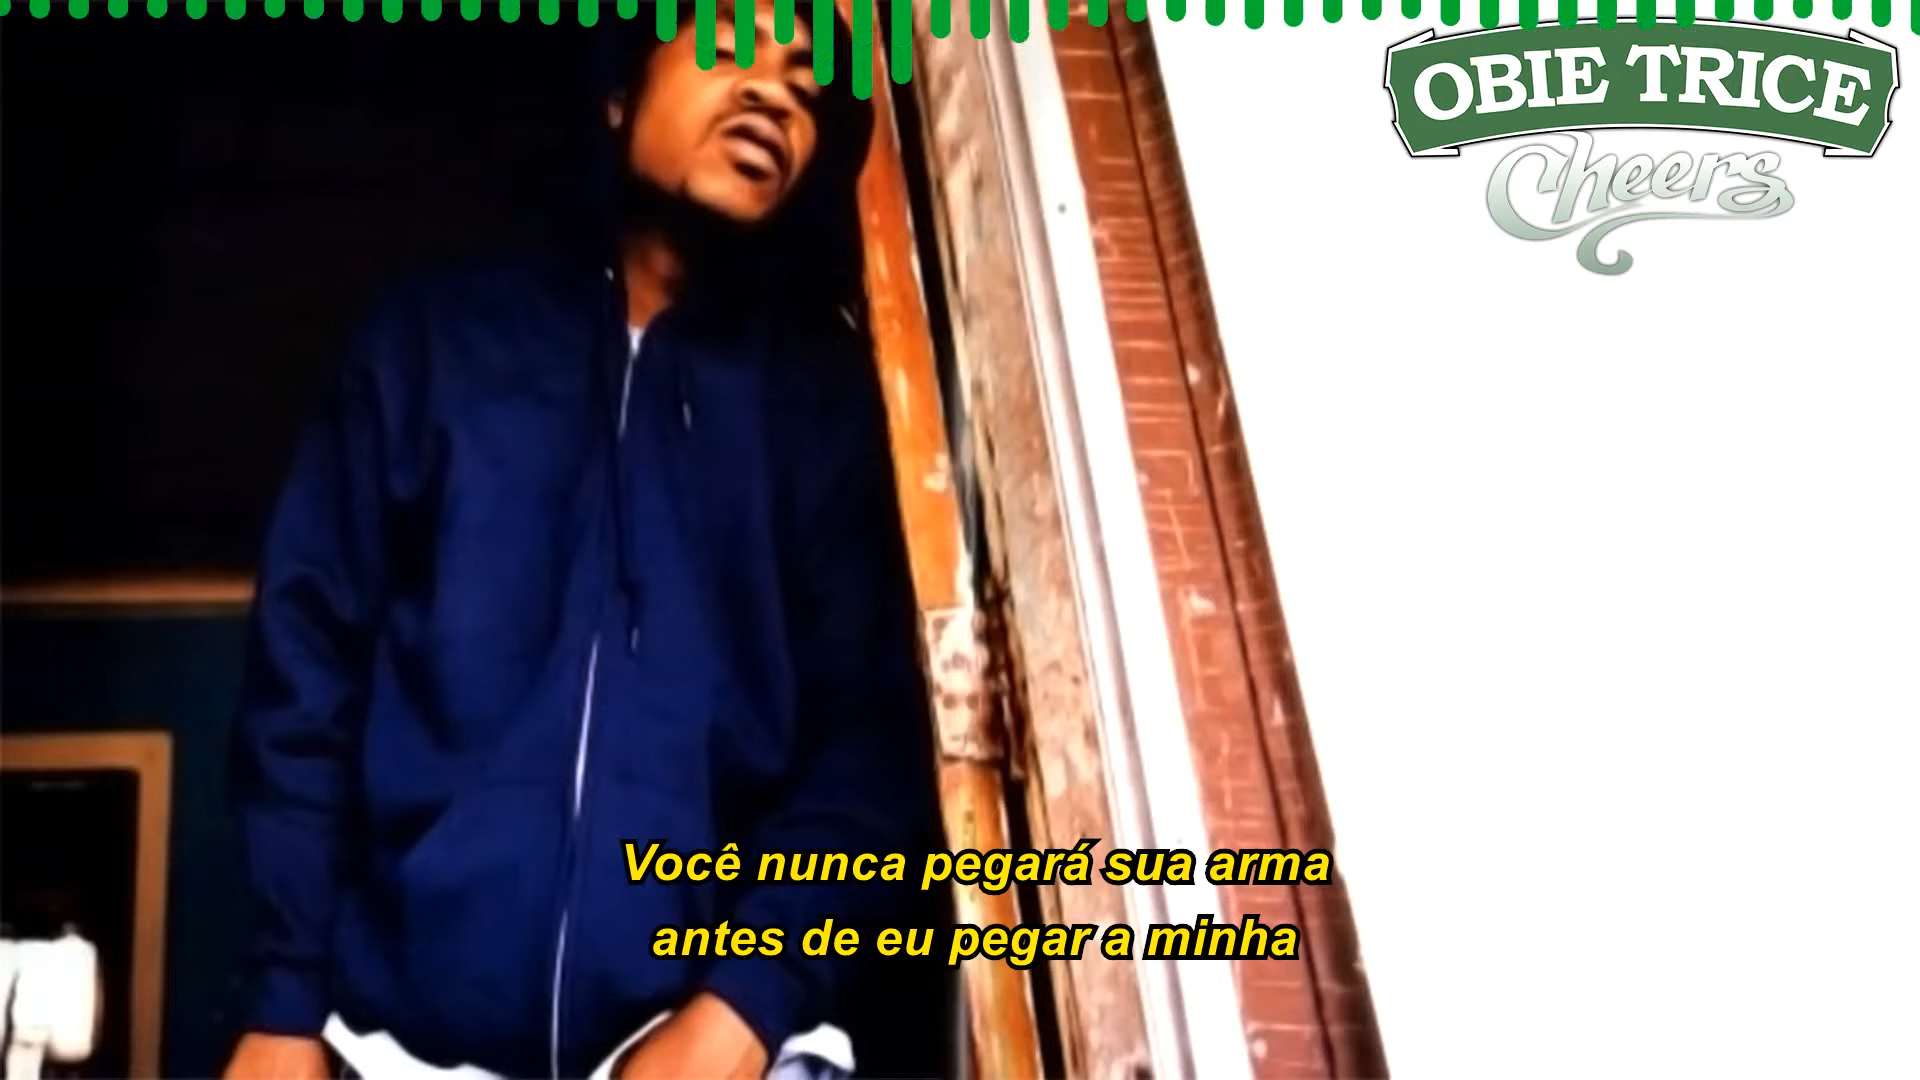 OBIE TRICE
Cheers
Você nunca pegará sua arma
antes de eu pegar a minha